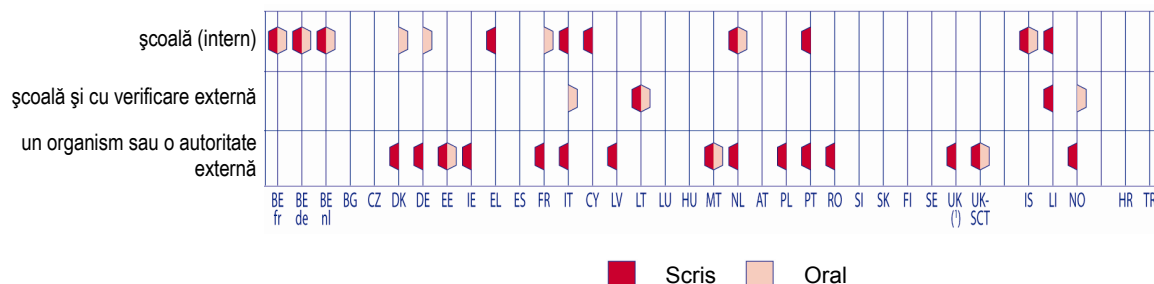 şcoală (intern)
şcoală şi cu verificare externă
un organism sau o autoritate
externă
BE BE BE BG CZ DK DE EE IE EL ES FR IT CY LV LT LU HU MT NL AT PL PT RO SI SK FI SE UK UK- IS LI NO HR TR
fr de nl (¹) SCT
Scris Oral